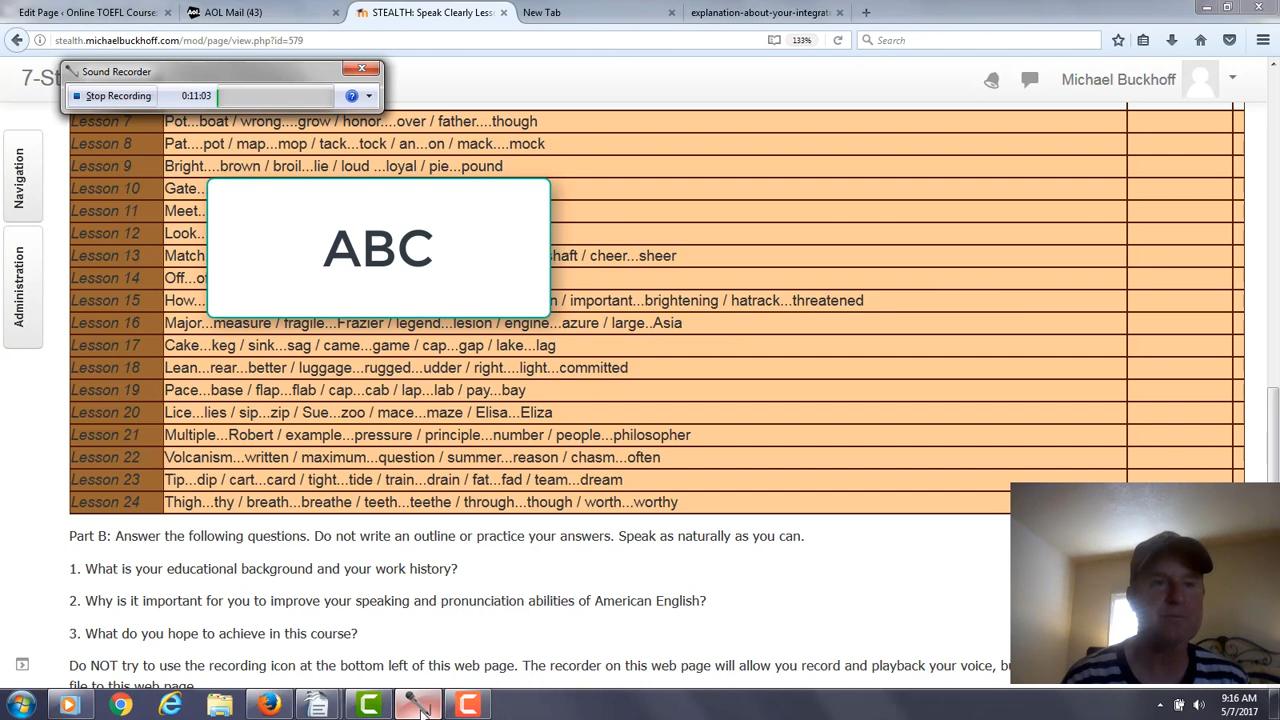 Edit Page ‹ Online TOEFL Course:
AOL Mail (43)
STEALTH: Speak Clearly Less
New Tab
explanation-about-your-integrat
stealth.michaelbuckhoff.com/mod/page/view.php?id=579
133%
Search
Sound Recorder
7-St
Michael Buckhoff
Stop Recording
0:11:03
Navigation
Administration
Lesson 7 Pot...boat / wrong....grow / honor....over / father....though
Lesson 8 Pat....pot / map...mop / tack...tock / an...on / mack....mock
Lesson 9 Bright....brown / broil...lie / loud ...loyal / pie...pound
Lesson 10 Gate..
Lesson 11 Meet..
Lesson 12 Look..
ABC
Lesson 13 Match shaft / cheer...sheer
Lesson 14 Off...o
Lesson 15 How... / important...brightening / hatrack...threatened
Lesson 16 Major...measure / fragile...Frazier / legend...lesion / engine...azure / large..Asia
Lesson 17 Cake...keg / sink...sag / came...game / cap...gap / lake...lag
Lesson 18 Lean...rear...better / luggage...rugged...udder / right....light...committed
Lesson 19 Pace...base / flap...flab / cap...cab / lap...lab / pay...bay
Lesson 20 Lice...lies / sip...zip / Sue...zoo / mace...maze / Elisa...Eliza
Lesson 21 Multiple...Robert / example...pressure / principle...number / people...philosopher
Lesson 22 Volcanism...written / maximum...question / summer...reason / chasm...often
Lesson 23 Tip...dip / cart...card / tight...tide / train...drain / fat...fad / team...dream
Lesson 24 Thigh...thy / breath...breathe / teeth...teethe / through...though / worth...worthy
Part B: Answer the following questions. Do not write an outline or practice your answers. Speak as naturally as you can.
1. What is your educational background and your work history?
2. Why is it important for you to improve your speaking and pronunciation abilities of American English?
3. What do you hope to achieve in this course?
Do NOT try to use the recording icon at the bottom left of this web page. The recorder on this web page will allow you record and playback your voice, bu
file to this web page.
9:16 AM
5/7/2017